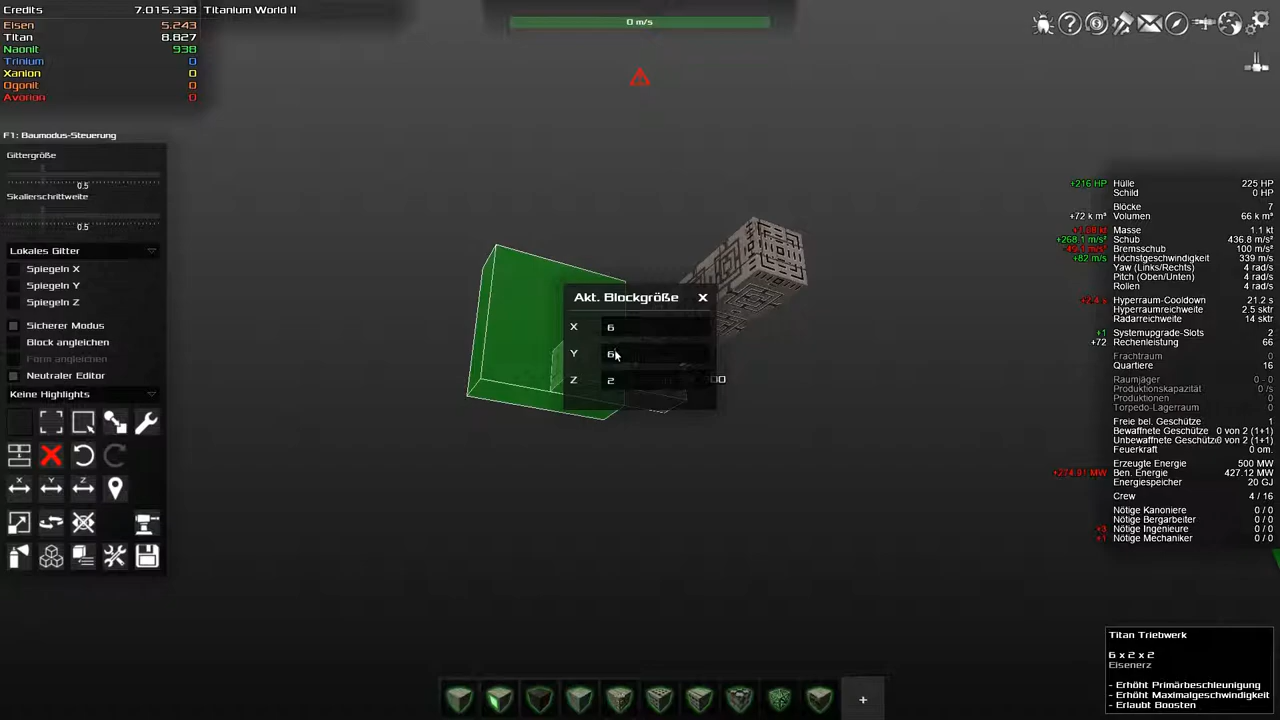 Credits 7.015.338 Titanium World II
Eisen 5.243
Titan 8.827
Naonit 938
Trinium 0
Xanion 0
Ogonit 0
Avorion 0
0 m/s
F1: Baumodus-Steuerung
Gittergröße
0.5
Skalierschrittweite
0.5
Lokales Gitter
Spiegeln X
Spiegeln Y
Spiegeln Z
Sicherer Modus
Block angleichen
Form angleichen
Neutraler Editor
Keine Highlights
X Y Z
Akt. Blockgröße X
X 6
Y 6
Z 2
+216 HP Hülle 225 HP
Schild 0 HP
Blöcke 7
+72 k m³ Volumen 66 k m³
Masse 1.1 kt
+268.1 m/s² Schub 436.8 m/s²
Bremsschub 100 m/s²
+82 m/s Höchstgeschwindigkeit 339 m/s
Yaw (Links/Rechts) 4 rad/s
Pitch (Oben/Unten) 4 rad/s
Rollen 4 rad/s
+2.4 s Hyperraum-Cooldown 21.2 s
Hyperraumreichweite 2.5 sktr
Radarreichweite 14 sktr
+1 Systemupgrade-Slots 2
+72 Rechenleistung 66
Frachtraum 0
Quartiere 16
Raumjäger 0 - 0
Produktionskapazität 0 /s
Produktionen 0
Torpedo-Lagerraum 0
Freie bel. Geschütze 1
Bewaffnete Geschütz 0 von 2 (1+1)
Unbewaffnete Geschütz 0 von 2 (1+1)
Feuerkraft 0 om.
Erzeugte Energie 500 MW
+274.91 MW Ben. Energie 427.12 MW
Energiespeicher 20 GJ
Crew 4 / 16
Nötige Kanoniere 0 / 0
Nötige Bergarbeiter 0 / 0
+3 Nötige Ingenieure 0 / 0
+1 Nötige Mechaniker 0 / 0
Titan Triebwerk
6 x 2 x 2
Eisenerz
- Erhöht Primärbeschleunigung
- Erhöht Maximalgeschwindigkeit
- Erlaubt Boosten
+